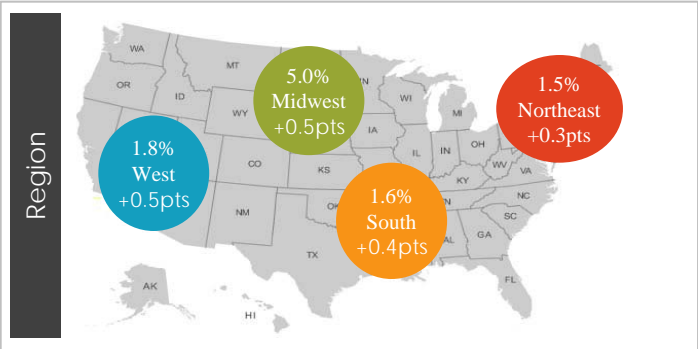 Region
WA
MT
OR
ID
WY
CO
NM
TX
KS
IA
WI
MI
IL
IN
OH
KY
WV
VA
NC
SC
GA
FL
AK
HI
5.0%
Midwest
+0.5pts
1.5%
Northeast
+0.3pts
1.8%
West
+0.5pts
1.6%
South
+0.4pts